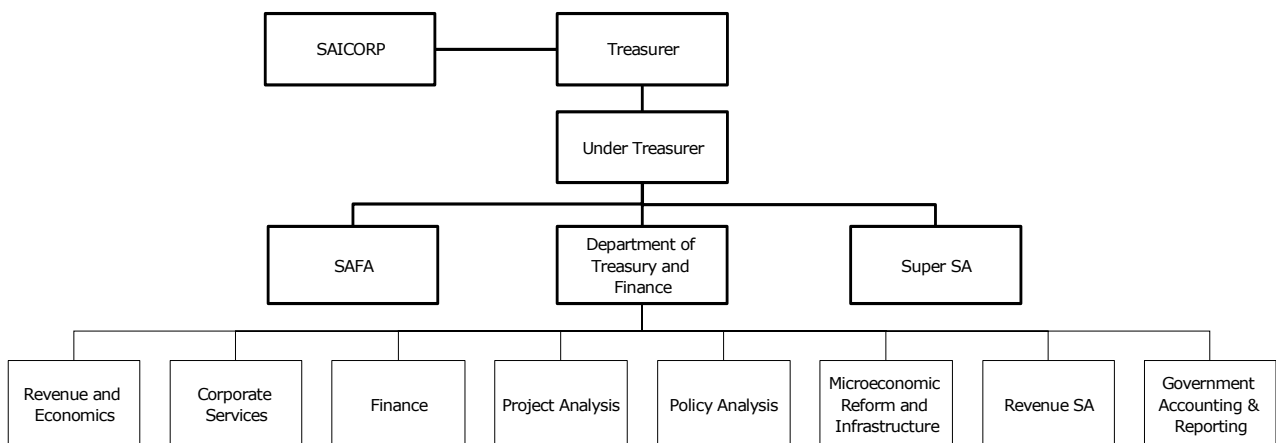 SAICORP
Treasurer
Under Treasurer
SAFA
Department of
Treasury and
Finance
Super SA
Revenue and
Economics
Corporate
Services
Finance
Project Analysis
Policy Analysis
Microeconomic
Reform and
Infrastructure
Revenue SA
Government
Accounting &
Reporting